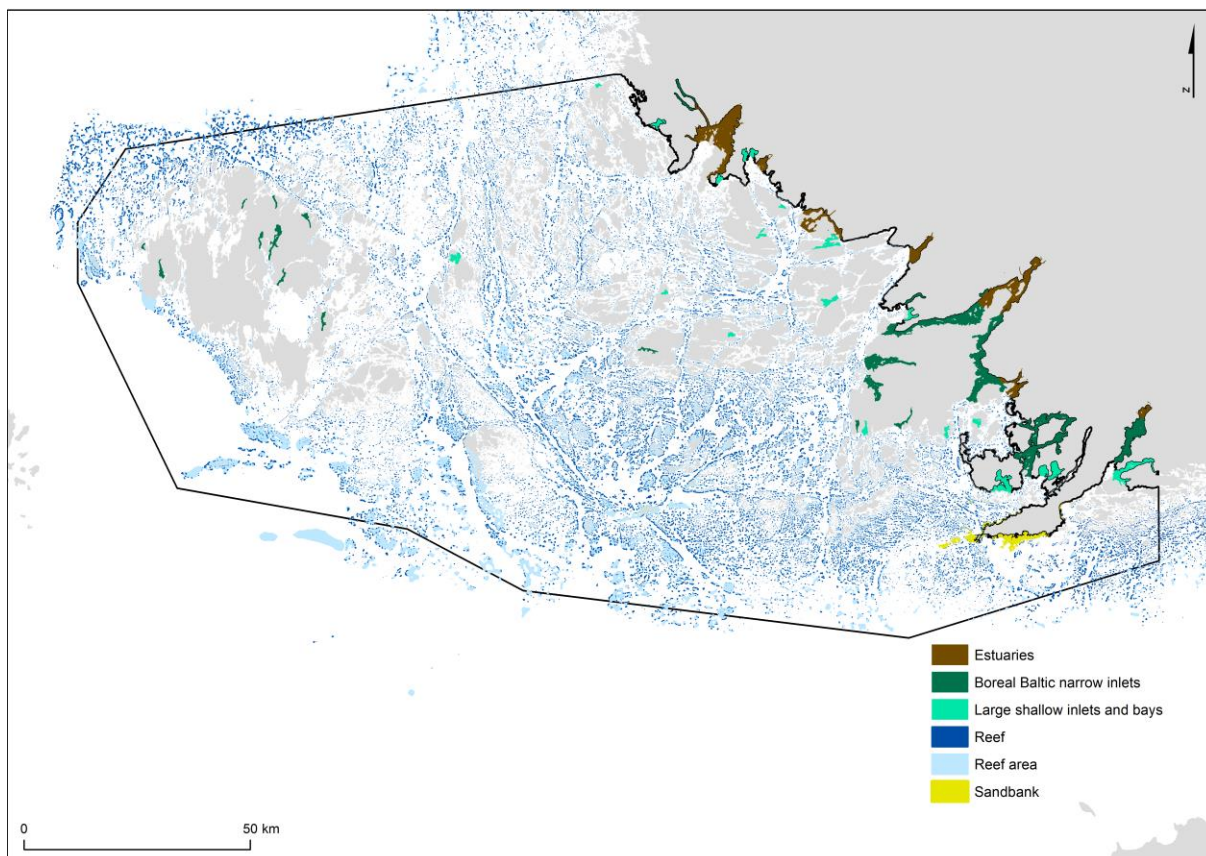 N
Estuaries
Boreal Baltic narrow inlets
Large shallow inlets and bays
Reef
Reef area
Sandbank
0 50 km